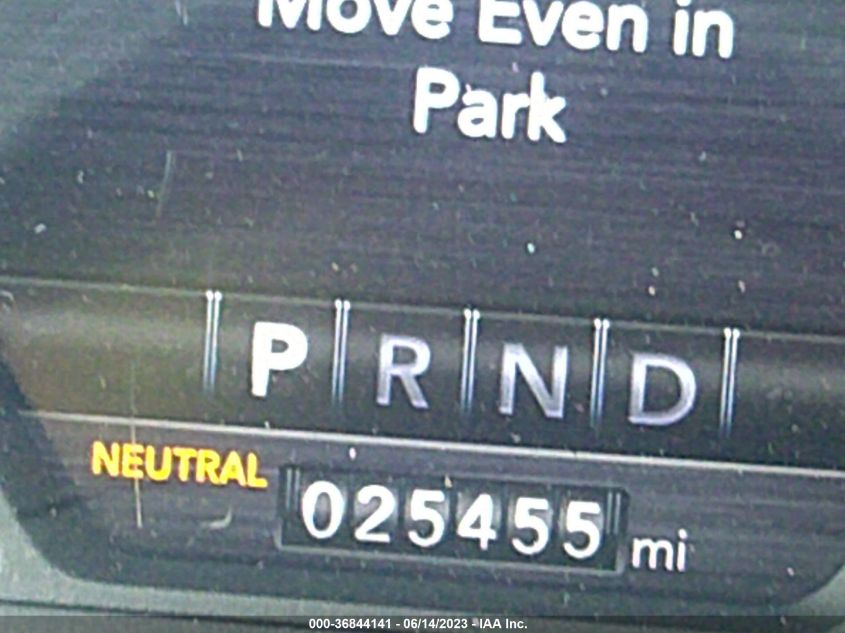 Move Even in
Park
P R N D
NEUTRAL
025455 mi
000-36844141 - 06/14/2023 - IAA Inc.